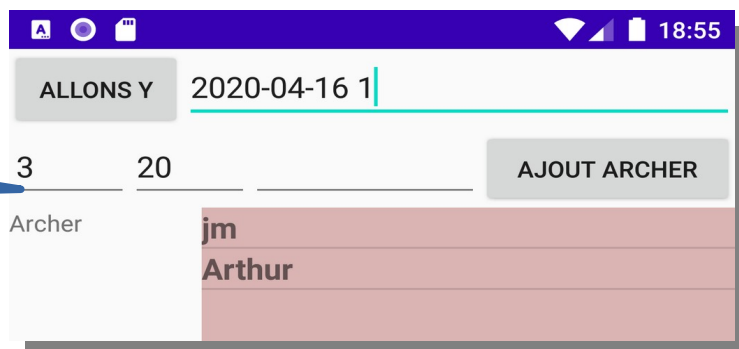 18:55
ALLONS Y 2020-04-16 1
3 20 AJOUT ARCHER
Archer jm
Arthur